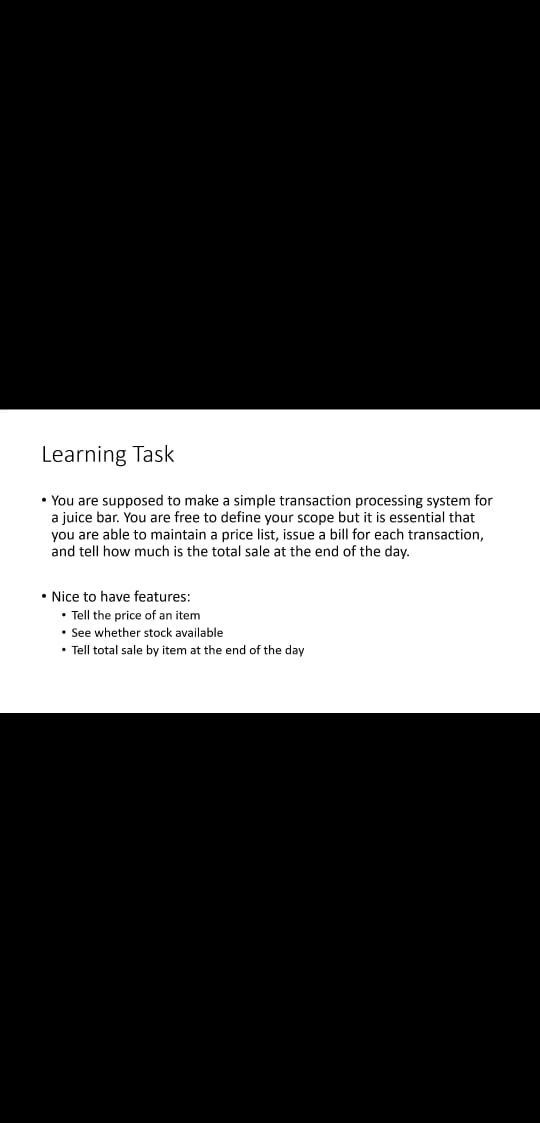 Learning Task
• You are supposed to make a simple transaction processing system for
a juice bar. You are free to define your scope but it is essential that
you are able to maintain a price list, issue a bill for each transaction,
and tell how much is the total sale at the end of the day.
• Nice to have features:
• Tell the price of an item
• See whether stock available
• Tell total sale by item at the end of the day